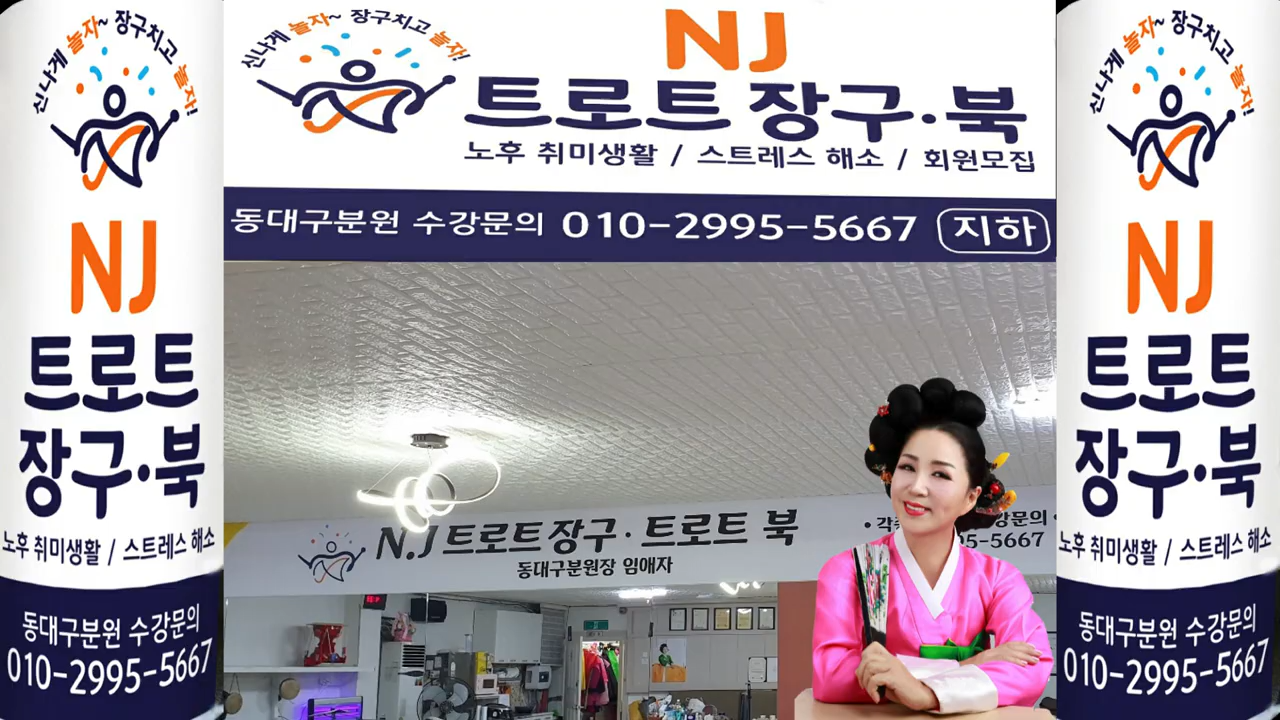 신나게 놀자~ 장구치고 놀자!
NJ
트로트
장구·북
노후 취미생활 / 스트레스 해소
동대구분원 수강문의
010-2995-5667
신나게 놀자~ 장구치고 놀자!
NJ
트로트 장구·북
노후 취미생활 / 스트레스 해소 / 회원모집
동대구분원 수강문의 010-2995-5667 지하
N.J 트로트 장구·트로트 북
동대구분원장 임애자
신나게 놀자~ 장구치고 놀자!
NJ
트로트
장구·북
노후 취미생활 / 스트레스 해소
동대구분원 수강문의
010-2995-5667